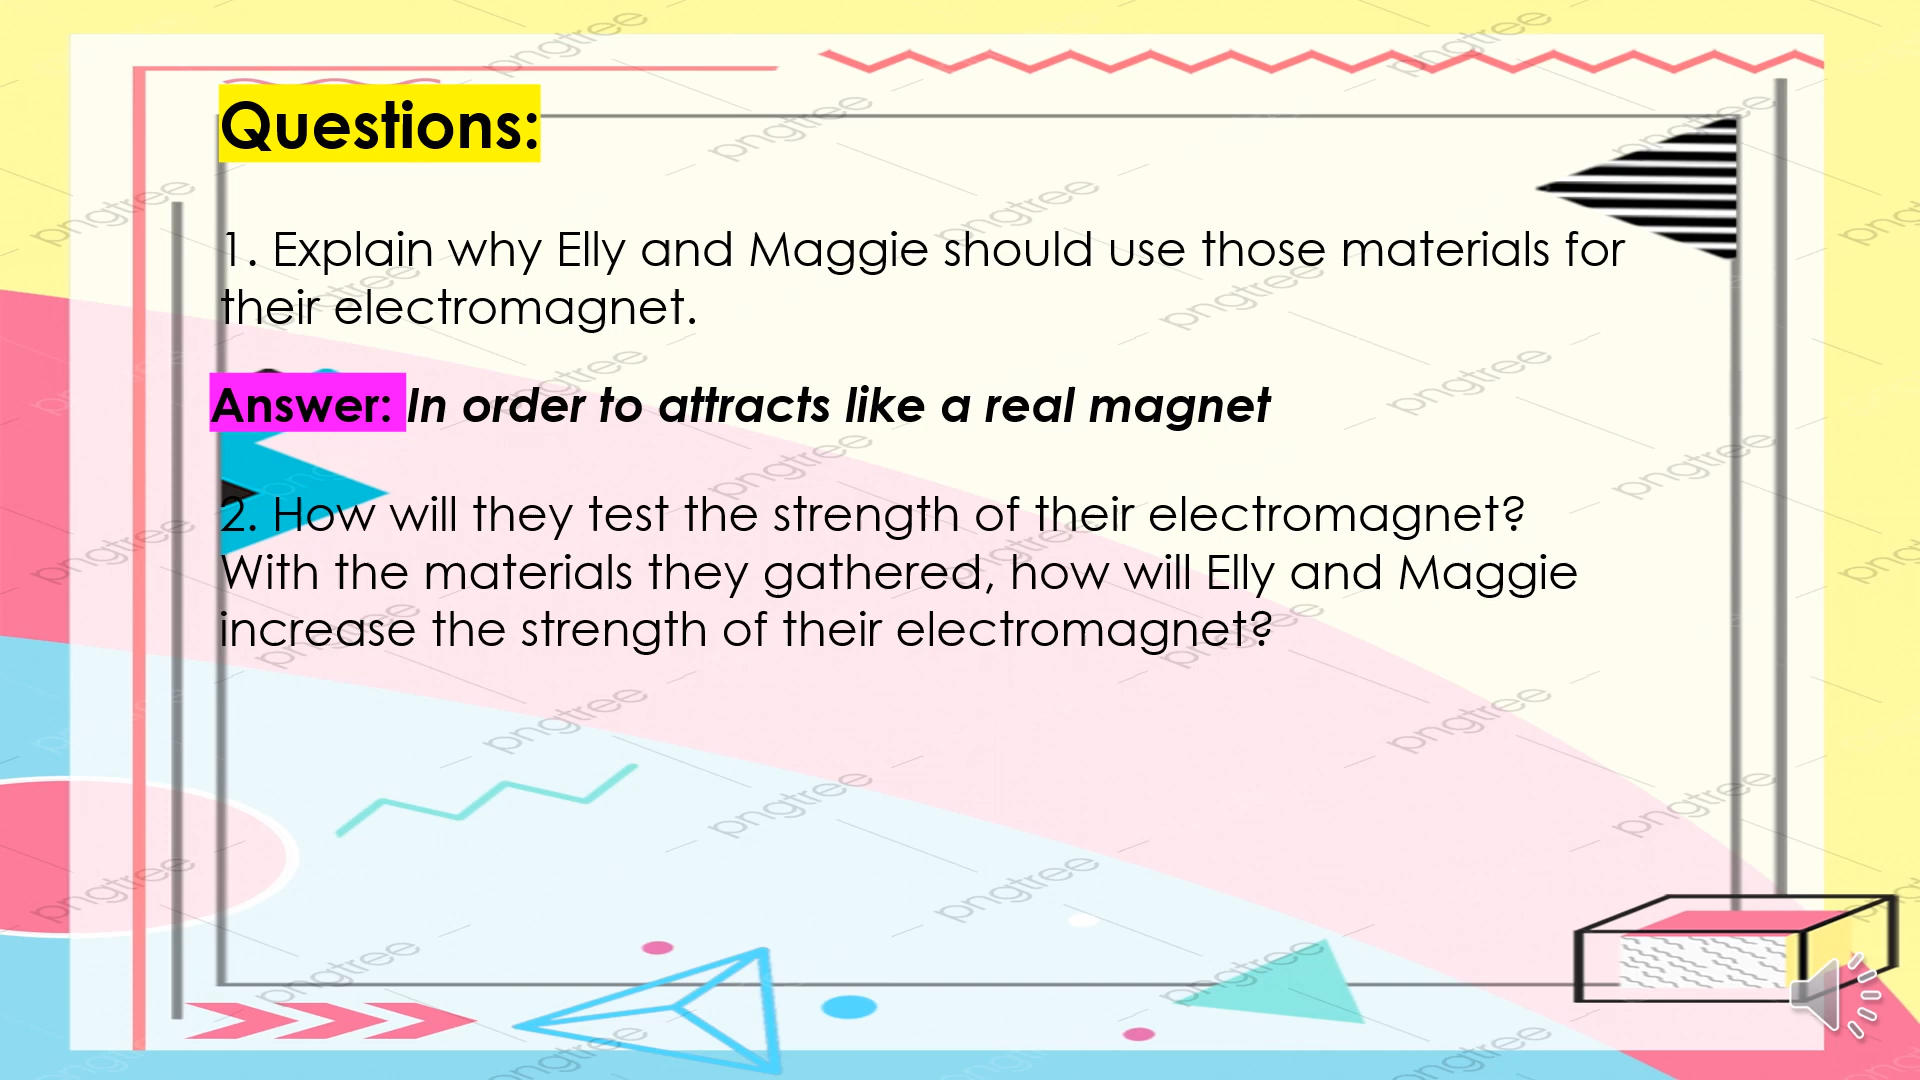 Questions:
1. Explain why Elly and Maggie should use those materials for
their electromagnet.
Answer: In order to attracts like a real magnet
2. How will they test the strength of their electromagnet?
With the materials they gathered, how will Elly and Maggie
increase the strength of their electromagnet?
pngtree